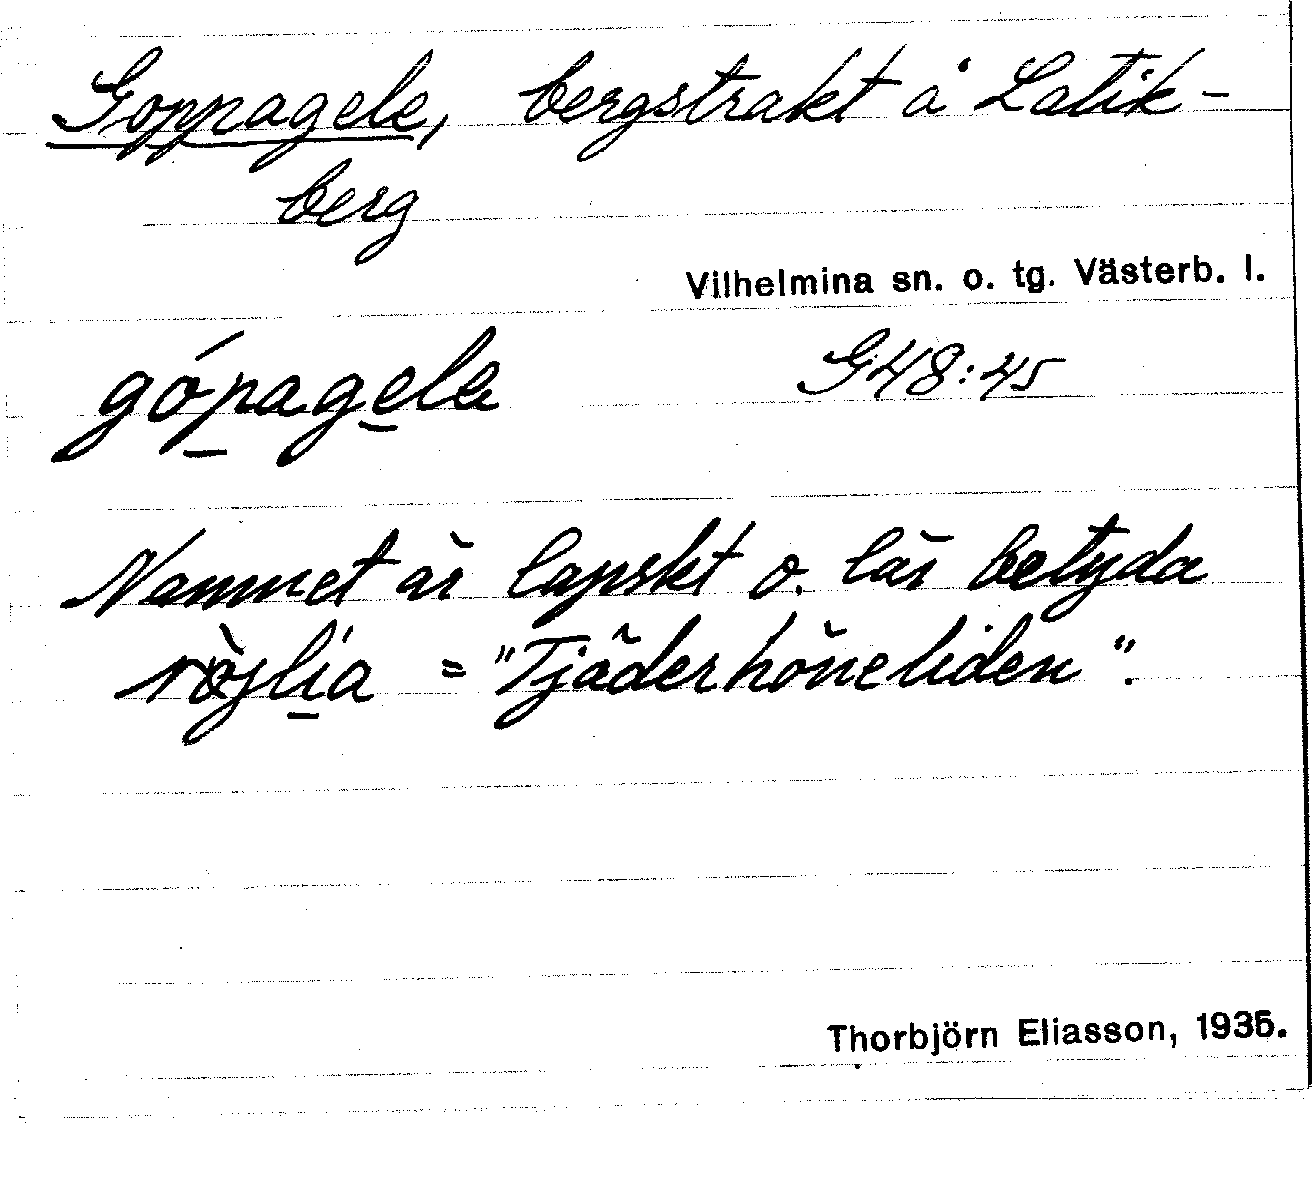 Goppagele, bergstrakt å Latik-
berg
Vilhelmina sn. o. tg. Västerb. l.
gópagele G48:45
Namnet är lapskt o. lär betyda
röjlia = "Tjäderhöneliden".
Thorbjörn Eliasson, 1935.